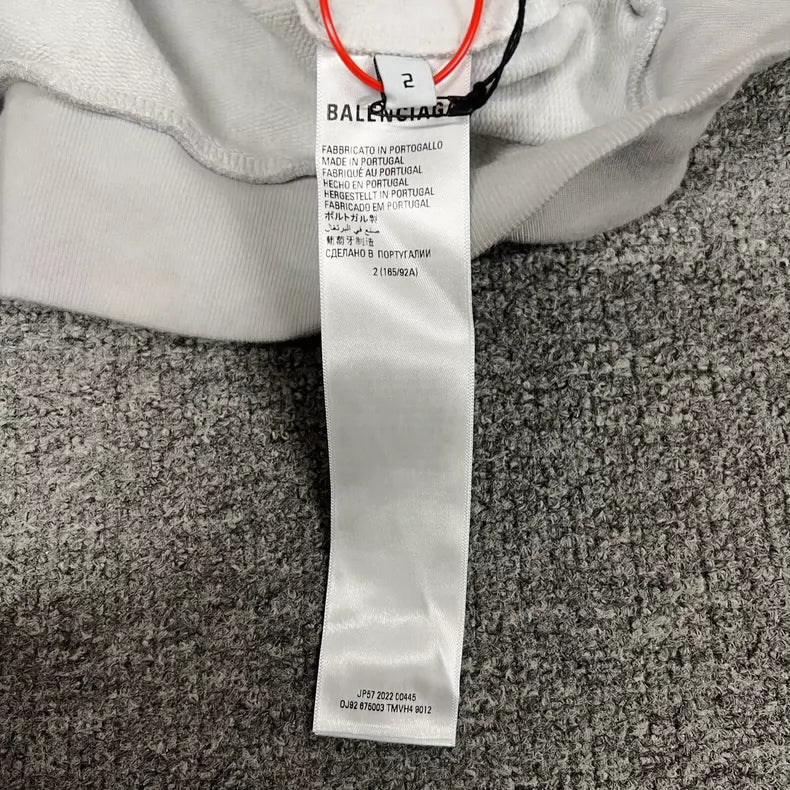 2
BALENCIAGA
FABBRICATO IN PORTOGALLO
MADE IN PORTUGAL
FABRIQUÉ AU PORTUGAL
HECHO EN PORTUGAL
HERGESTELLT IN PORTUGAL
FABRICADO EM PORTUGAL
ポルトガル製
صنع في البرتغال
葡萄牙制造
СДЕЛАНО В ПОРТУГАЛИИ
2 (165/92A)
JP57 2022 00445
OJ92 675003 TMVH4 9012